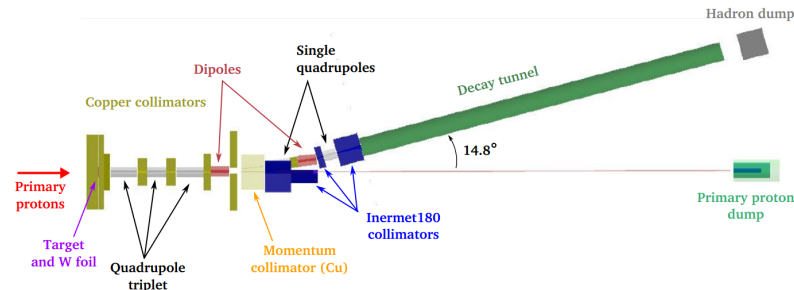 Hadron dump
Single
quadrupoles
Dipoles
Decay tunnel
Copper collimators
14.8°
Primary
protons
Primary proton
dump
Inermet180
collimators
Target
and W foil
Momentum
collimator (Cu)
Quadrupole
triplet